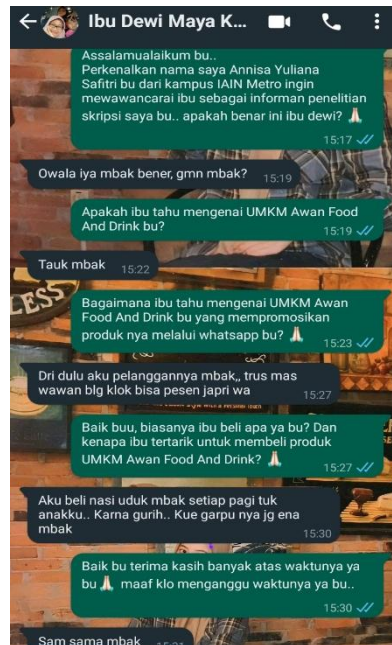 Ibu Dewi Maya K...
Assalamualaikum bu..
Perkenalkan nama saya Annisa Yuliana
Safitri bu dari kampus IAIN Metro ingin
mewawancarai ibu sebagai informan penelitian
skripsi saya bu.. apakah benar ini ibu dewi? 🙏🏻
15:17
Owala iya mbak bener, gmn mbak?
15:19
Apakah ibu tahu mengenai UMKM Awan Food
And Drink bu?
15:19
Tauk mbak
15:22
Bagaimana ibu tahu mengenai UMKM Awan
Food And Drink bu yang mempromosikan
produk nya melalui whatsapp bu? 🙏🏻
15:23
Dri dulu aku pelanggannya mbak,, trus mas
wawan blg klok bisa pesen japri wa
15:27
Baik buu, biasanya ibu beli apa ya bu? Dan
kenapa ibu tertarik untuk membeli produk
UMKM Awan Food And Drink? 🙏🏻
15:27
Aku beli nasi uduk mbak setiap pagi tuk
anakku.. Karna gurih.. Kue garpu nya jg ena
mbak
15:30
Baik bu terima kasih banyak atas waktunya ya
bu 🙏🏻 maaf klo menganggu waktunya ya bu..
15:30
Sam sama mbak